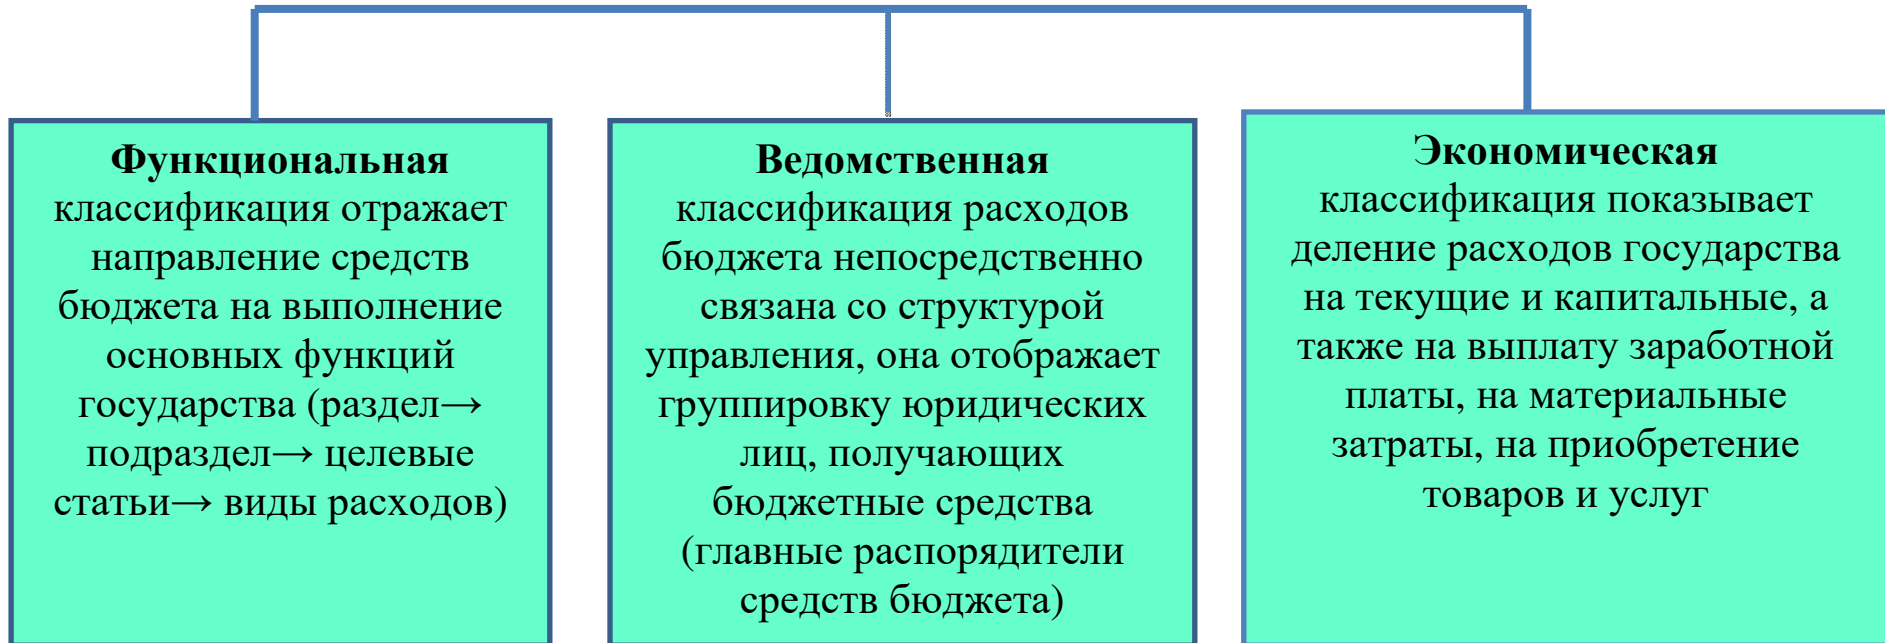 Функциональная
классификация отражает
направление средств
бюджета на выполнение
основных функций
государства (раздел→
подраздел→ целевые
статьи→ виды расходов)
Ведомственная
классификация расходов
бюджета непосредственно
связана со структурой
управления, она отображает
группировку юридических
лиц, получающих
бюджетные средства
(главные распорядители
средств бюджета)
Экономическая
классификация показывает
деление расходов государства
на текущие и капитальные, а
также на выплату заработной
платы, на материальные
затраты, на приобретение
товаров и услуг